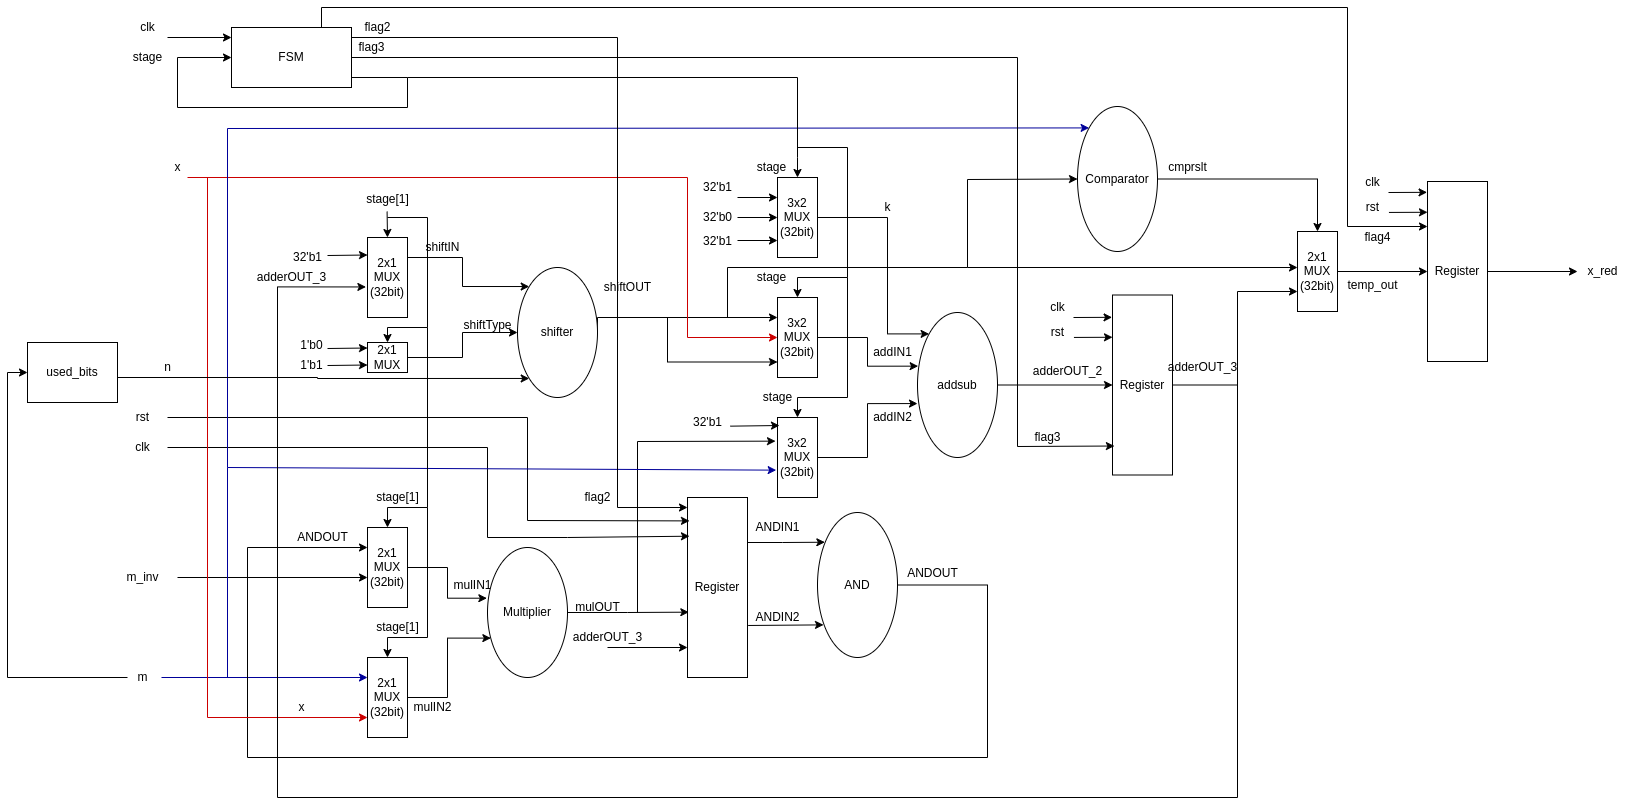 clk
flag2
flag3
stage
FSM
x
stage
stage[1]
32'b1
32'b0
32'b1
3x2
MUX
(32bit)
k
Comparator
cmprslt
clk
rst
flag4
32'b1
adderOUT_3
2x1
MUX
(32bit)
shiftIN
shiftOUT
stage
3x2
MUX
(32bit)
addIN1
2x1
MUX
(32bit)
temp_out
Register
x_red
shifter
shiftType
1'b0
1'b1
2x1
MUX
used_bits
n
clk
rst
addsub
adderOUT_2
Register
adderOUT_3
flag3
rst
clk
stage
32'b1
3x2
MUX
(32bit)
addIN2
stage[1]
flag2
ANDOUT
m_inv
2x1
MUX
(32bit)
mulIN1
Multiplier
mulOUT
adderOUT_3
Register
ANDIN1
ANDIN2
AND
ANDOUT
stage[1]
m
x
2x1
MUX
(32bit)
mulIN2